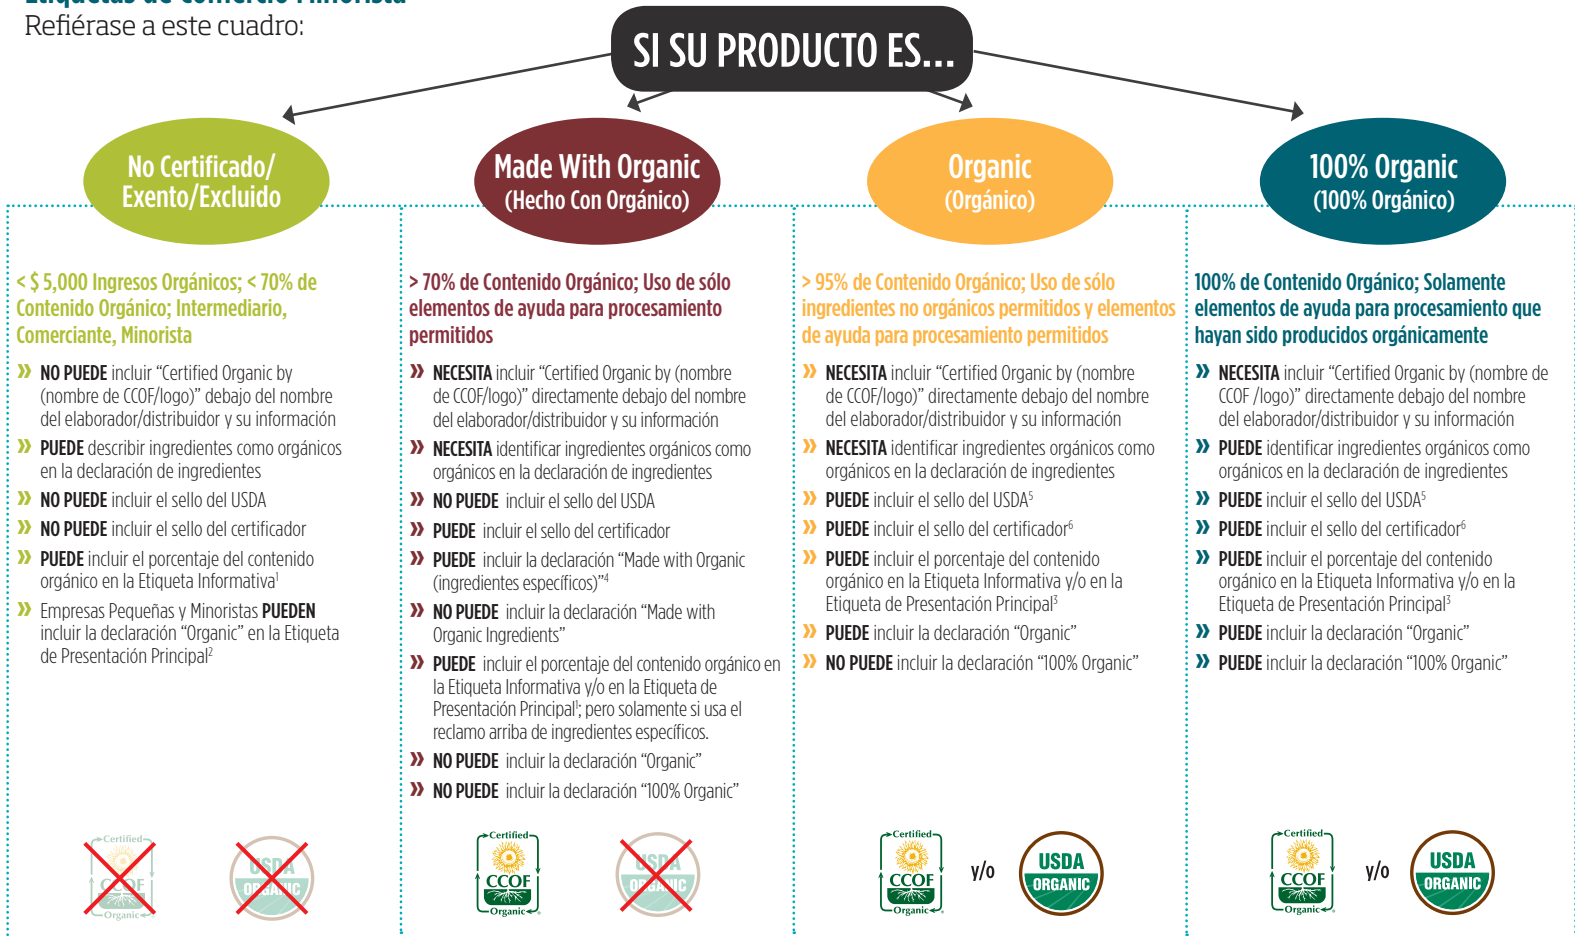 Etiquetas de Comercio Minorista
Refiérase a este cuadro:
SI SU PRODUCTO ES...
No Certificado/
Exento/Excluido
< $ 5,000 Ingresos Orgánicos; < 70% de
Contenido Orgánico; Intermediario,
Comerciante, Minorista
» NO PUEDE incluir “Certified Organic by
(nombre de CCOF/logo)” debajo del nombre
del elaborador/distribuidor y su información
» PUEDE describir ingredientes como orgánicos
en la declaración de ingredientes
» NO PUEDE incluir el sello del USDA
» NO PUEDE incluir el sello del certificador
» PUEDE incluir el porcentaje del contenido
orgánico en la Etiqueta Informativa¹
» Empresas Pequeñas y Minoristas PUEDEN
incluir la declaración “Organic” en la Etiqueta
de Presentación Principal²
Certified
CCOF
Organic
USDA
ORGANIC
Made With Organic
(Hecho Con Orgánico)
> 70% de Contenido Orgánico; Uso de sólo
elementos de ayuda para procesamiento
permitidos
» NECESITA incluir “Certified Organic by (nombre
de CCOF/logo)” directamente debajo del nombre
del elaborador/distribuidor y su información
» NECESITA identificar ingredientes orgánicos como
orgánicos en la declaración de ingredientes
» NO PUEDE incluir el sello del USDA
» PUEDE incluir el sello del certificador
» PUEDE incluir la declaración “Made with Organic
(ingredientes específicos)”⁴
» NO PUEDE incluir la declaración “Made with
Organic Ingredients”
» PUEDE incluir el porcentaje del contenido orgánico en
la Etiqueta Informativa y/o en la Etiqueta de
Presentación Principal¹; pero solamente si usa el
reclamo arriba de ingredientes específicos.
» NO PUEDE incluir la declaración “Organic”
» NO PUEDE incluir la declaración “100% Organic”
Certified
CCOF
Organic
USDA
ORGANIC
Organic
(Orgánico)
> 95% de Contenido Orgánico; Uso de sólo
ingredientes no orgánicos permitidos y elementos
de ayuda para procesamiento permitidos
» NECESITA incluir “Certified Organic by (nombre
de CCOF/logo)” directamente debajo del nombre
del elaborador/distribuidor y su información
» NECESITA identificar ingredientes orgánicos como
orgánicos en la declaración de ingredientes
» PUEDE incluir el sello del USDA⁵
» PUEDE incluir el sello del certificador⁶
» PUEDE incluir el porcentaje del contenido
orgánico en la Etiqueta Informativa y/o en la
Etiqueta de Presentación Principal³
» PUEDE incluir la declaración “Organic”
» NO PUEDE incluir la declaración “100% Organic”
Certified
CCOF
Organic
y/o
USDA
ORGANIC
100% Organic
(100% Orgánico)
100% de Contenido Orgánico; Solamente
elementos de ayuda para procesamiento que
hayan sido producidos orgánicamente
» NECESITA incluir “Certified Organic by (nombre de
CCOF /logo)” directamente debajo del nombre
del elaborador/distribuidor y su información
» PUEDE identificar ingredientes orgánicos como
orgánicos en la declaración de ingredientes
» PUEDE incluir el sello del USDA⁵
» PUEDE incluir el sello del certificador⁶
» PUEDE incluir el porcentaje del contenido
orgánico en la Etiqueta Informativa y/o en la
Etiqueta de Presentación Principal³
» PUEDE incluir la declaración “Organic”
» PUEDE incluir la declaración “100% Organic”
Certified
CCOF
Organic
y/o
USDA
ORGANIC